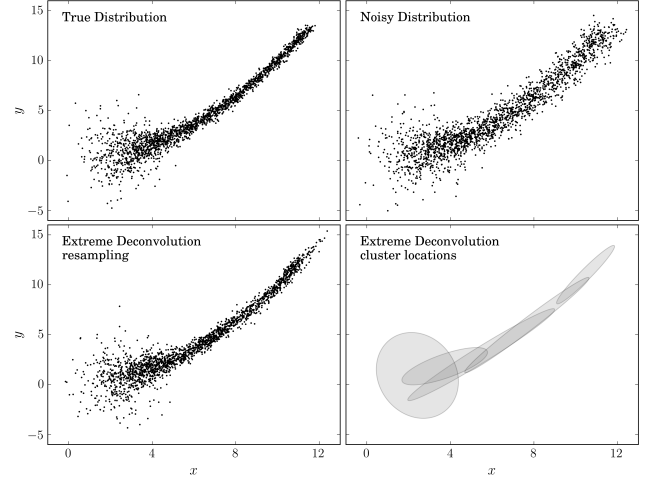 True Distribution
Noisy Distribution
15
10
5
0
−5
y
Extreme Deconvolution
resampling
Extreme Deconvolution
cluster locations
15
10
5
0
−5
y
0 4 8 12
0 4 8 12
x
x